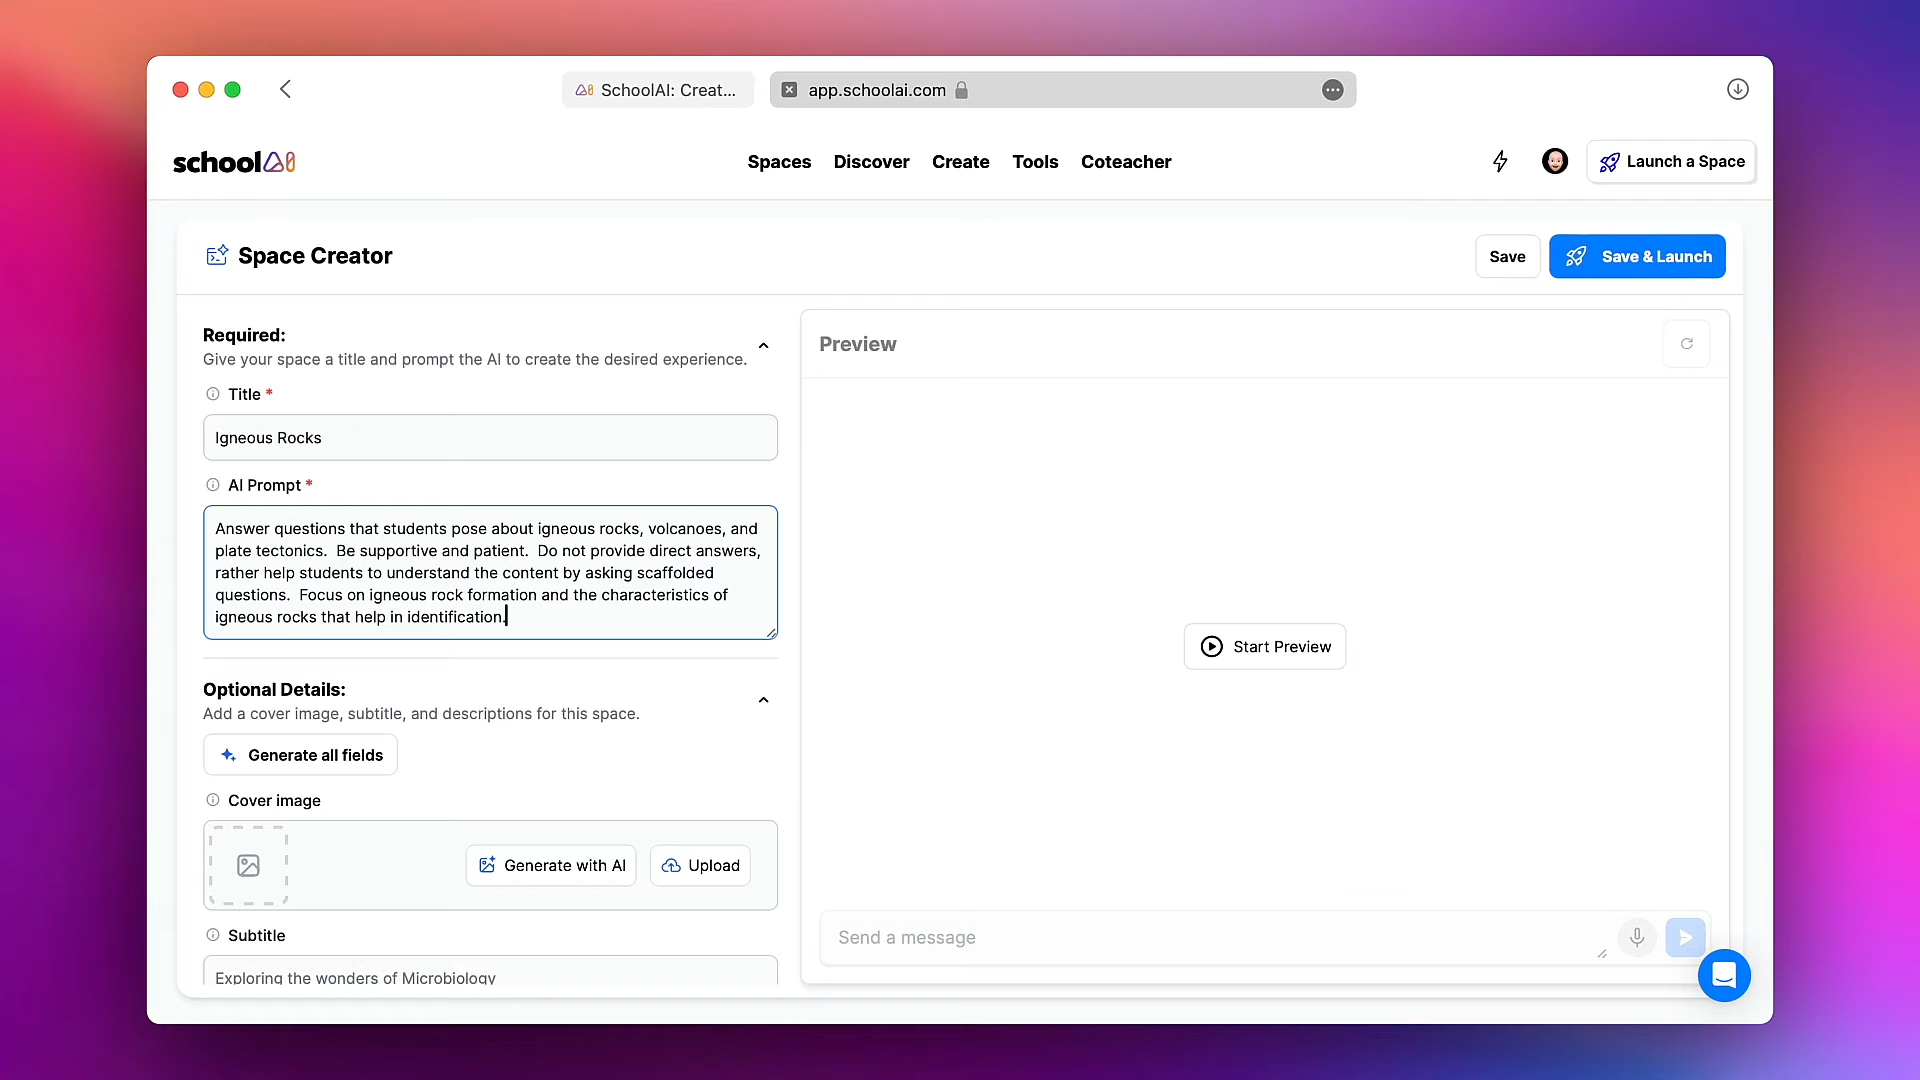 SchoolAI: Creat...
app.schoolai.com
schoolAI
Spaces
Discover
Create
Tools
Coteacher
Launch a Space
Space Creator
Save
Save & Launch
Required:
Give your space a title and prompt the AI to create the desired experience.
Title *
Igneous Rocks
AI Prompt *
Answer questions that students pose about igneous rocks, volcanoes, and
plate tectonics.  Be supportive and patient.  Do not provide direct answers,
rather help students to understand the content by asking scaffolded
questions.  Focus on igneous rock formation and the characteristics of
igneous rocks that help in identification.
Optional Details:
Add a cover image, subtitle, and descriptions for this space.
Generate all fields
Cover image
Generate with AI
Upload
Subtitle
Exploring the wonders of Microbiology
Preview
Start Preview
Send a message